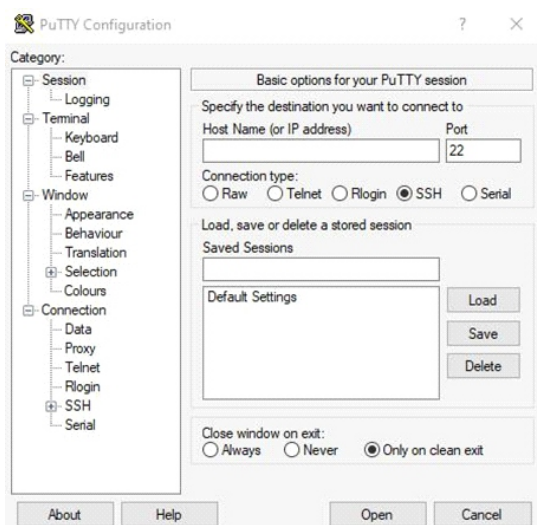 PuTTY Configuration
Category:
Session
Logging
Terminal
Keyboard
Bell
Features
Window
Appearance
Behaviour
Translation
Selection
Colours
Connection
Data
Proxy
Telnet
Rlogin
SSH
Serial
Basic options for your PuTTY session
Specify the destination you want to connect to
Host Name (or IP address) Port
22
Connection type:
Raw Telnet Rlogin SSH Serial
Load, save or delete a stored session
Saved Sessions
Default Settings
Load
Save
Delete
Close window on exit:
Always Never Only on clean exit
About Help Open Cancel